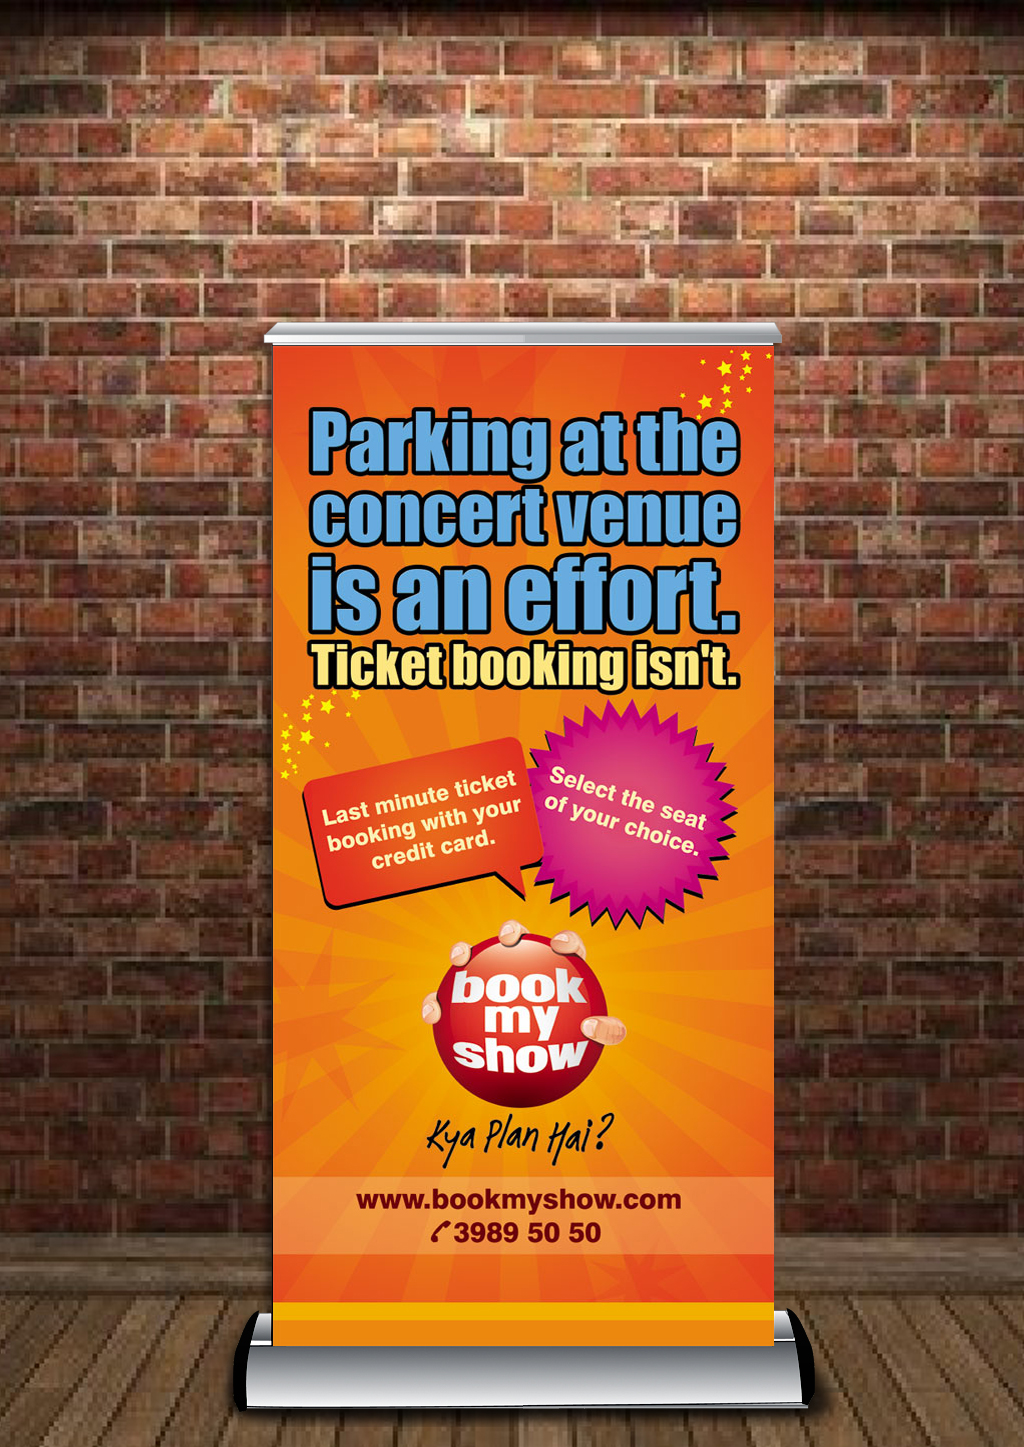 Parking at the
concert venue
is an effort.
Ticket booking isn't.
Last minute ticket
booking with your
credit card.
Select the seat
of your choice.
book
my
show
Kya Plan Hai?
www.bookmyshow.com
3989 50 50